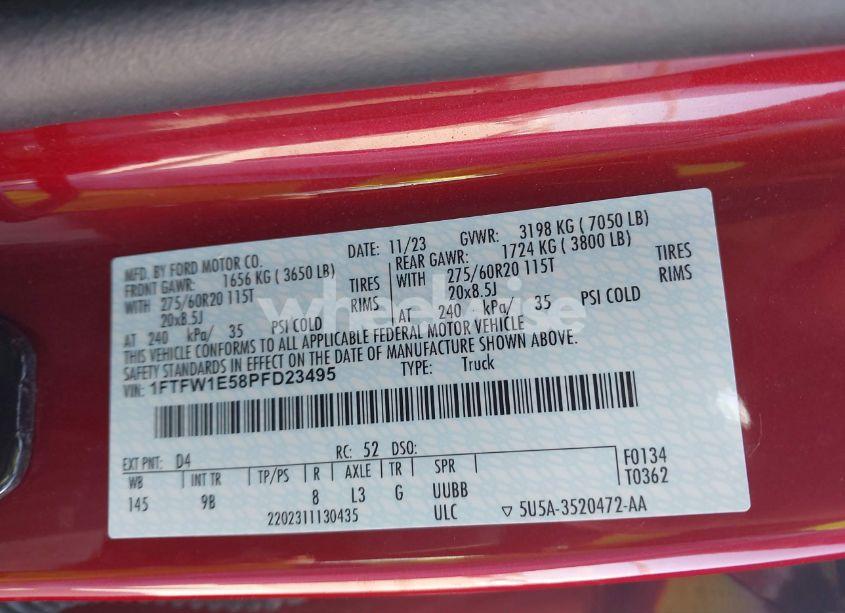 MFD. BY FORD MOTOR CO. DATE: 11/23 GVWR: 3198 KG ( 7050 LB)
FRONT GAWR: 1656 KG ( 3650 LB) REAR GAWR: 1724 KG ( 3800 LB)
WITH 275/60R20 115T TIRES WITH 275/60R20 115T TIRES
20x8.5J RIMS 20x8.5J RIMS
AT 240 kPa/ 35 PSI COLD AT 240 kPa/ 35 PSI COLD
THIS VEHICLE CONFORMS TO ALL APPLICABLE FEDERAL MOTOR VEHICLE
SAFETY STANDARDS IN EFFECT ON THE DATE OF MANUFACTURE SHOWN ABOVE.
VIN: 1FTFW1E58PFD23495 TYPE: Truck
EXT PNT: D4 RC: 52 DSO: F0134
WB INT TR TP/PS R AXLE TR SPR T0362
145 9B 8 L3 G UUBB
2202311130435 ULC ▽ 5U5A-3520472-AA
wheelwise